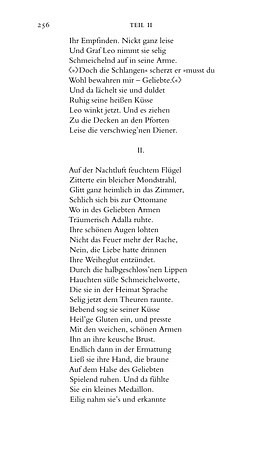 256 TEIL II
Ihr Empfinden. Nickt ganz leise
Und Graf Leo nimmt sie selig
Schmeichelnd auf in seine Arme.
⟨»⟩Doch die Schlangen« scherzt er »musst du
Wohl bewahren mir – Geliebte.⟨«⟩
Und da lächelt sie und duldet
Ruhig seine heißen Küsse
Leo winkt jetzt. Und es ziehen
Zu die Decken an den Pforten
Leise die verschwieg'nen Diener.
II.
Auf der Nachtluft feuchtem Flügel
Zitterte ein bleicher Mondstrahl,
Glitt ganz heimlich in das Zimmer,
Schlich sich bis zur Ottomane
Wo in des Geliebten Armen
Träumerisch Adalla ruhte.
Ihre schönen Augen lohten
Nicht das Feuer mehr der Rache,
Nein, die Liebe hatte drinnen
Ihre Weiheglut entzündet.
Durch die halbgeschloss'nen Lippen
Hauchten süße Schmeichelworte,
Die sie in der Heimat Sprache
Selig jetzt dem Theuren raunte.
Bebend sog sie seiner Küsse
Heil'ge Gluten ein, und presste
Mit den weichen, schönen Armen
Ihn an ihre keusche Brust.
Endlich dann in der Ermattung
Ließ sie ihre Hand, die braune
Auf dem Halse des Geliebten
Spielend ruhen. Und da fühlte
Sie ein kleines Medaillon.
Eilig nahm sie's und erkannte